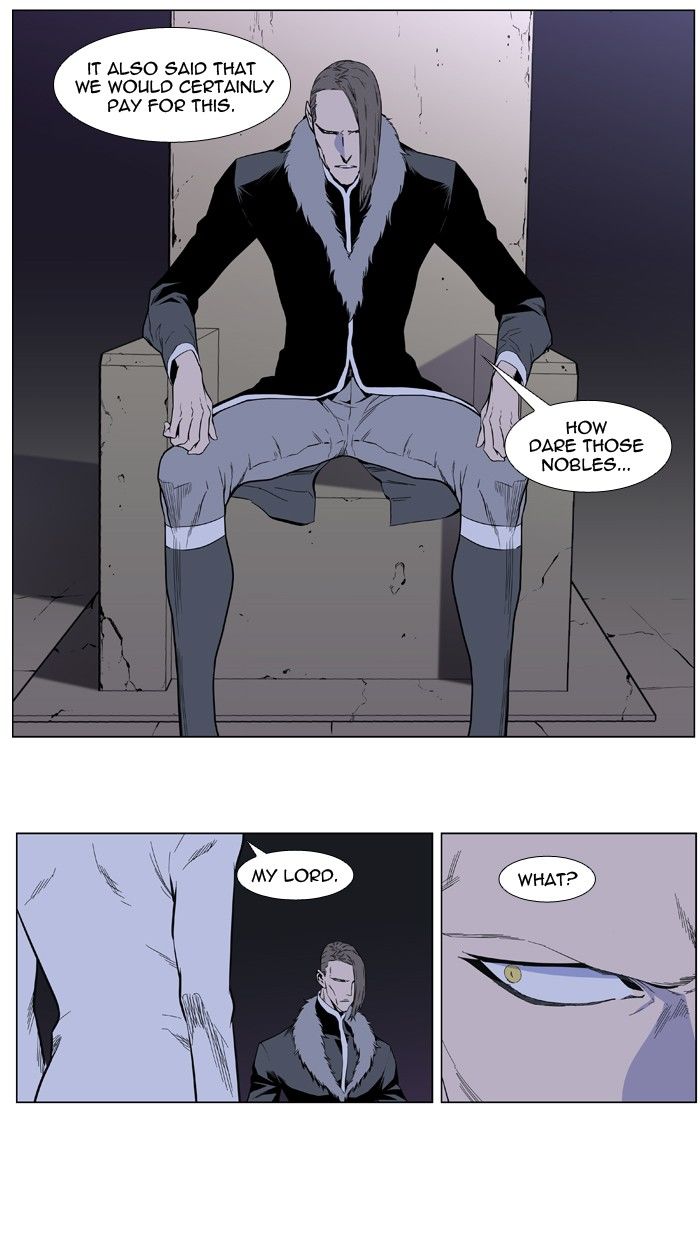 IT ALSO SAID THAT
WE WOULD CERTAINLY
PAY FOR THIS.
HOW
DARE THOSE
NOBLES...
MY LORD.
WHAT?